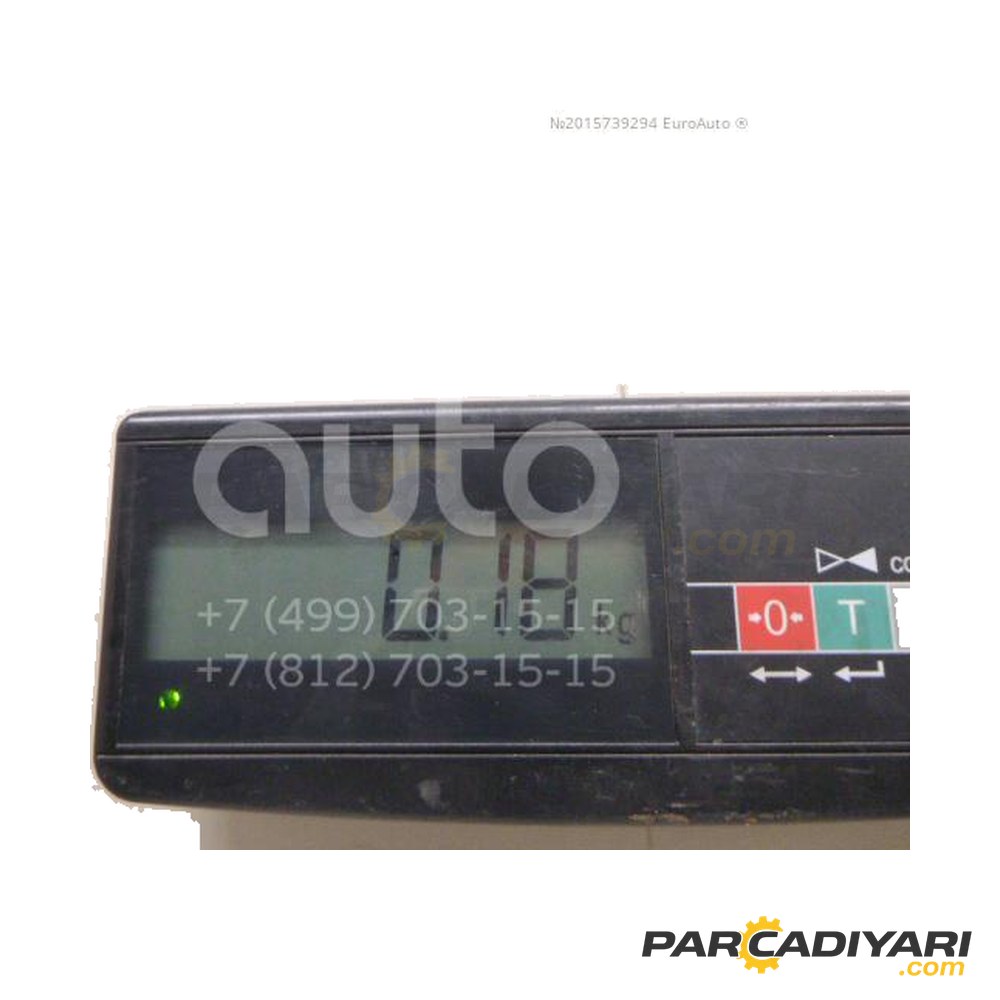 №2015739294 EuroAuto ®
auto
.com
0.18 kg
+7 (499) 703-15-15
+7 (812) 703-15-15
→0←
T
PARCADIYARI
.com